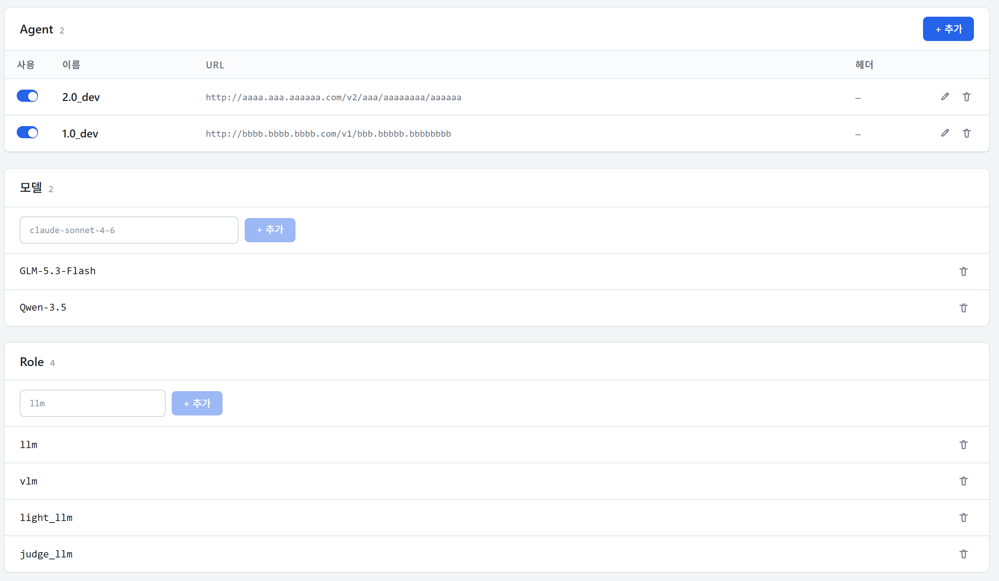 Agent 2
+ 추가
사용 이름 URL 헤더
2.0_dev http://aaaa.aaa.aaaaaa.com/v2/aaa/aaaaaaaa/aaaaaa –
1.0_dev http://bbbb.bbbb.bbbb.com/v1/bbb.bbbbb.bbbbbbbb –
모델 2
claude-sonnet-4-6 + 추가
GLM-5.3-Flash
Qwen-3.5
Role 4
llm + 추가
llm
vlm
light_llm
judge_llm